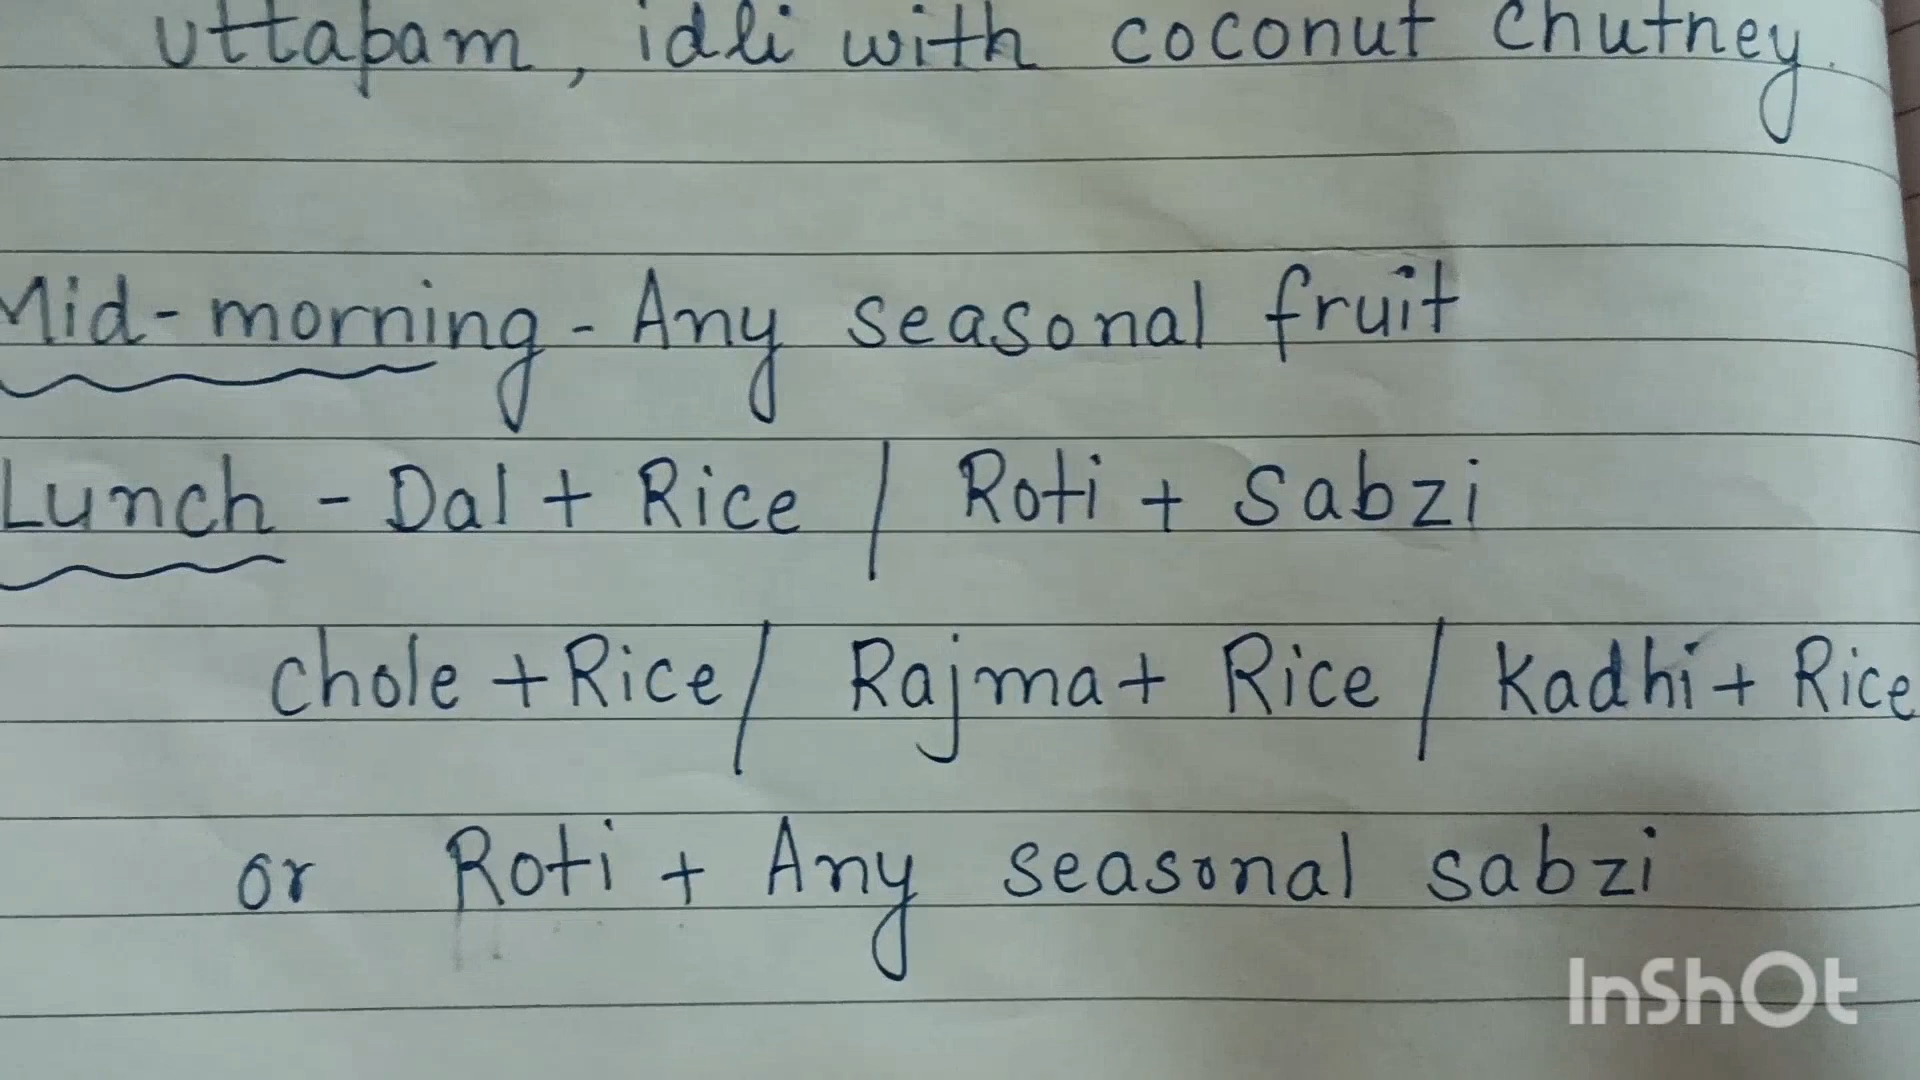 uttapam, idli with coconut chutney.
Mid-morning - Any seasonal fruit
Lunch - Dal + Rice / Roti + Sabzi
chole + Rice / Rajma + Rice / Kadhi + Rice
or Roti + Any seasonal sabzi
InShOt